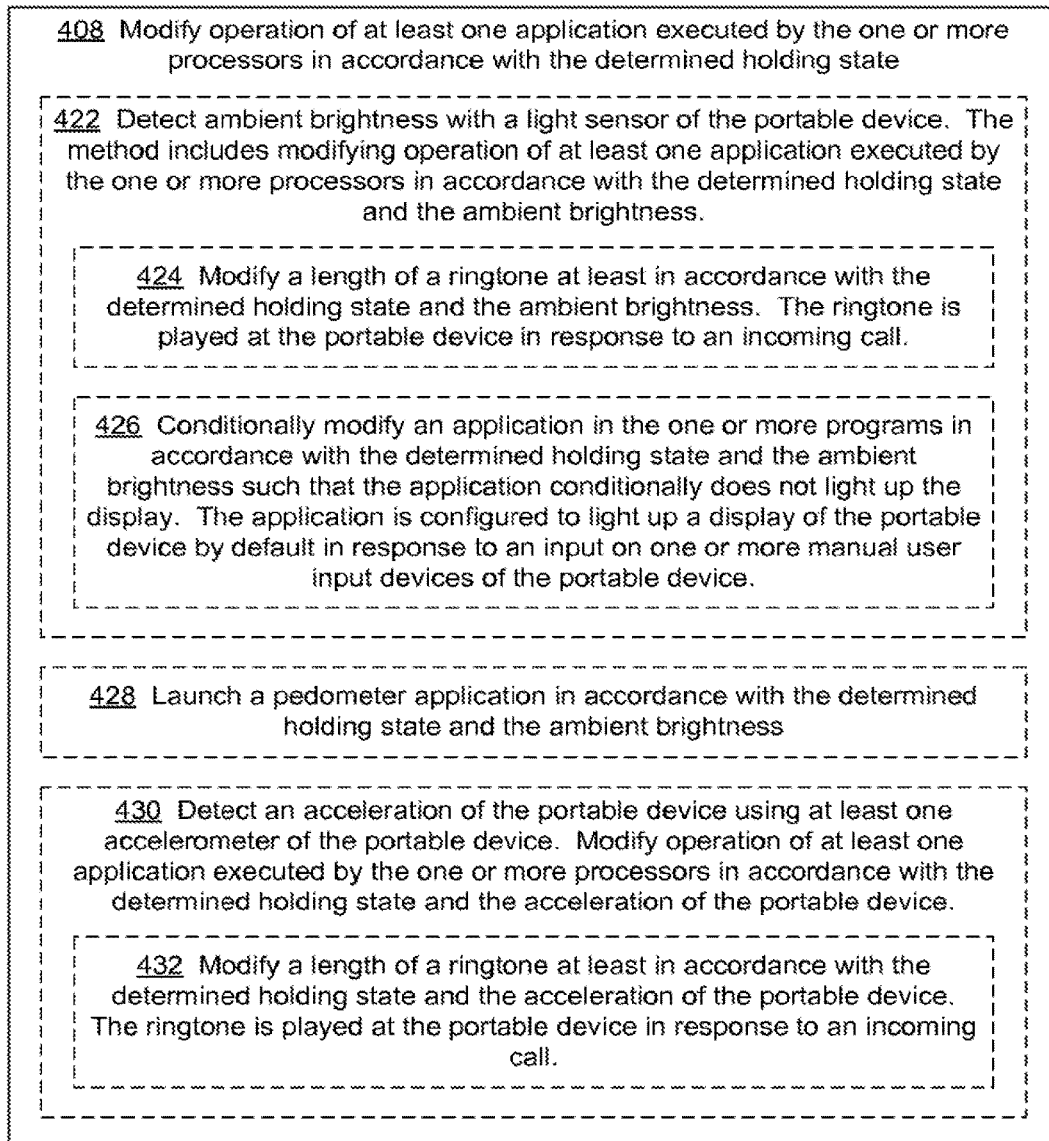 408 Modify operation of at least one application executed by the one or more
processors in accordance with the determined holding state
422 Detect ambient brightness with a light sensor of the portable device. The
method includes modifying operation of at least one application executed by
the one or more processors in accordance with the determined holding state
and the ambient brightness.
424 Modify a length of a ringtone at least in accordance with the
determined holding state and the ambient brightness. The ringtone is
played at the portable device in response to an incoming call.
426 Conditionally modify an application in the one or more programs in
accordance with the determined holding state and the ambient
brightness such that the application conditionally does not light up the
display. The application is configured to light up a display of the portable
device by default in response to an input on one or more manual user
input devices of the portable device.
428 Launch a pedometer application in accordance with the determined
holding state and the ambient brightness
430 Detect an acceleration of the portable device using at least one
accelerometer of the portable device. Modify operation of at least one
application executed by the one or more processors in accordance with the
determined holding state and the acceleration of the portable device.
432 Modify a length of a ringtone at least in accordance with the
determined holding state and the acceleration of the portable device.
The ringtone is played at the portable device in response to an incoming
call.